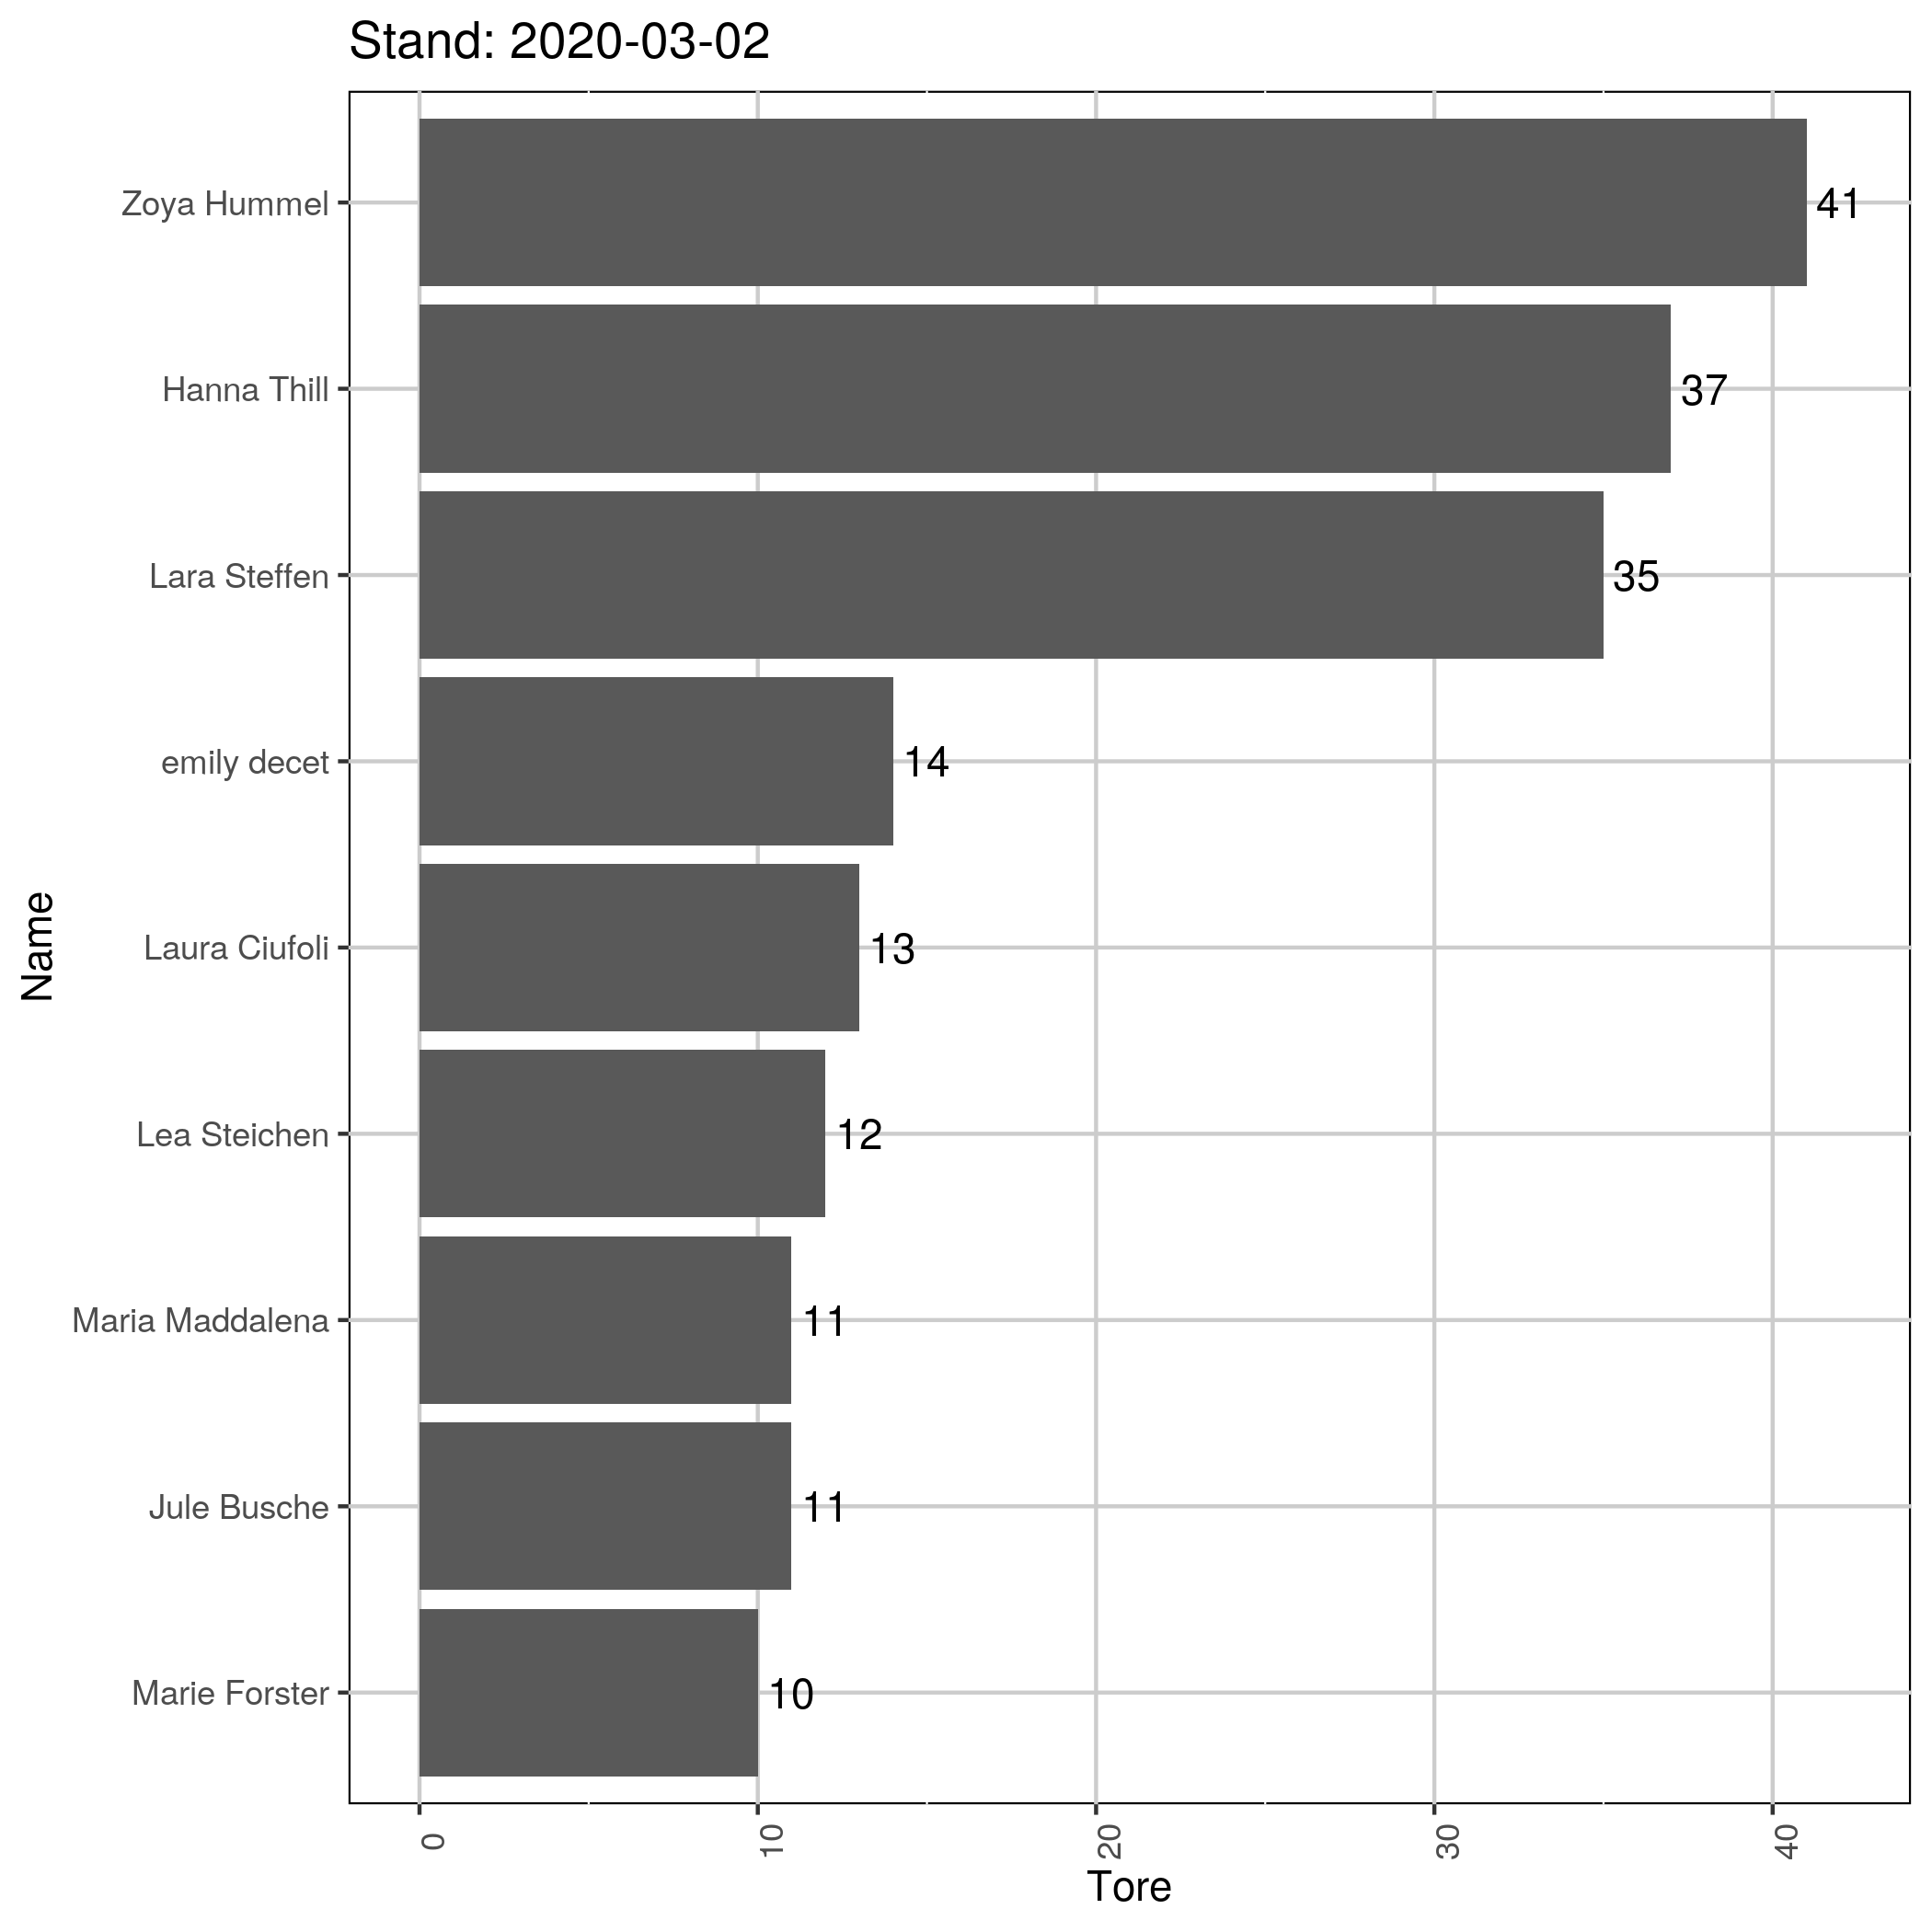 Stand: 2020-03-02
Name
Zoya Hummel 41
Hanna Thill 37
Lara Steffen 35
emily decet 14
Laura Ciufoli 13
Lea Steichen 12
Maria Maddalena 11
Jule Busche 11
Marie Forster 10
0 10 20 30 40
Tore